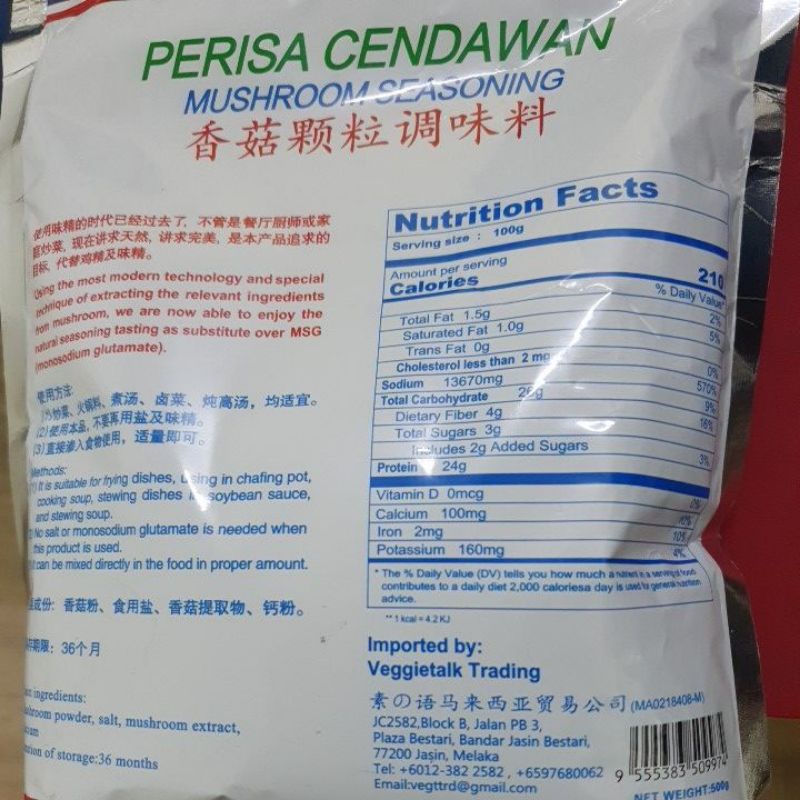 PERISA CENDAWAN
MUSHROOM SEASONING
香菇颗粒调味料
使用味精的时代已经过去了, 不管是餐厅厨师或家
庭炒菜, 现在讲求天然, 讲求完美, 是本产品追求的
目标, 代替鸡精及味精。
Using the most modern technology and special
technique of extracting the relevant ingredients
from mushroom, we are now able to enjoy the
natural seasoning tasting as substitute over MSG
(monosodium glutamate).
使用方法:
(1)炒菜、火锅料、煮汤、卤菜、炖高汤，均适宜。
(2)使用本品,不要再用盐及味精。
(3)直接渗入食物使用，适量即可。
Methods:
It is suitable for frying dishes, using in chafing pot,
cooking soup, stewing dishes soybean sauce,
and stewing soup.
No salt or monosodium glutamate is needed when
this product is used.
can be mixed directly in the food in proper amount.
成份: 香菇粉、食用盐、香菇提取物、钙粉。
期限: 36个月
ingredients:
powder, salt, mushroom extract,
of storage:36 months
Nutrition Facts
Serving size : 100g
Amount per serving
Calories 210
% Daily Value*
Total Fat 1.5g 2%
Saturated Fat 1.0g 5%
Trans Fat 0g
Cholesterol less than 2 mg 0%
Sodium 13670mg 570%
Total Carbohydrate 9%
Dietary Fiber 4g 16%
Total Sugars 3g
Includes 2g Added Sugars 3%
Protein 24g
Vitamin D 0mcg 0%
Calcium 100mg 10%
Iron 2mg 10%
Potassium 160mg 4%
* The % Daily Value (DV) tells you how much a nutrient in a serving of food
contributes to a daily diet 2,000 caloriesa day is used for general nutrition
advice.
** 1 kcal = 4.2 KJ
Imported by:
Veggietalk Trading
素の语马来西亚贸易公司 (MA0218408-M)
JC2582,Block B, Jalan PB 3,
Plaza Bestari, Bandar Jasin Bestari,
77200 Jasin, Melaka
Tel: +6012-382 2582 , +6597680062
Email:vegttrd@gmail.com
9 555383 509974
NET WEIGHT:500g